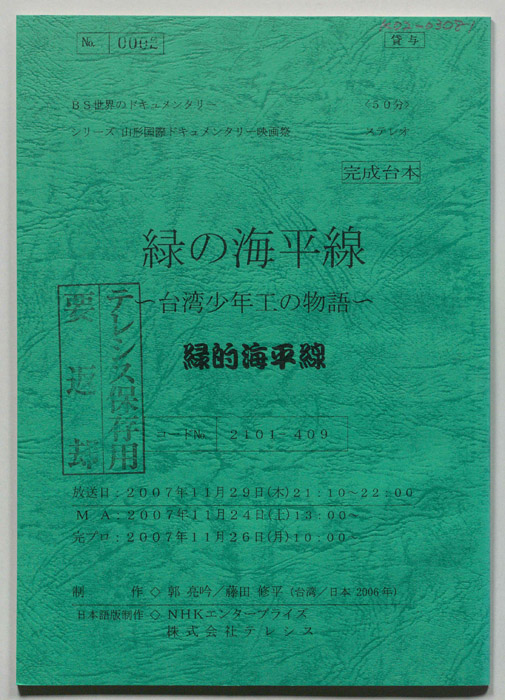 No. 0002
貸与
BS世界のドキュメンタリー 〈50分〉
シリーズ 山形国際ドキュメンタリー映画祭 ステレオ
完成台本
緑の海平線
～台湾少年工の物語～
緑的海平線
テレシス保存用
要返却
コードNo. 2101-409
放送日：2007年11月29日(木)21：10～22：00
MA：2007年11月24日(土)13：00～
元プロ：2007年11月26日(月)10：00～
制作◇郭 亮吟／藤田 修平（台湾／日本 2006年）
日本語版制作◇NHKエンタープライズ
株式会社テレシス